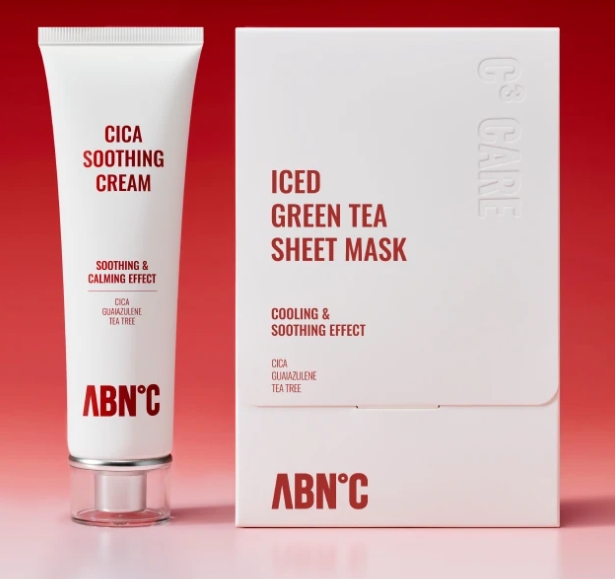 CICA
SOOTHING
CREAM
SOOTHING &
CALMING EFFECT
CICA
GUAIAZULENE
TEA TREE
ABN°C
C³ CARE
ICED
GREEN TEA
SHEET MASK
COOLING &
SOOTHING EFFECT
CICA
GUAIAZULENE
TEA TREE
ABN°C